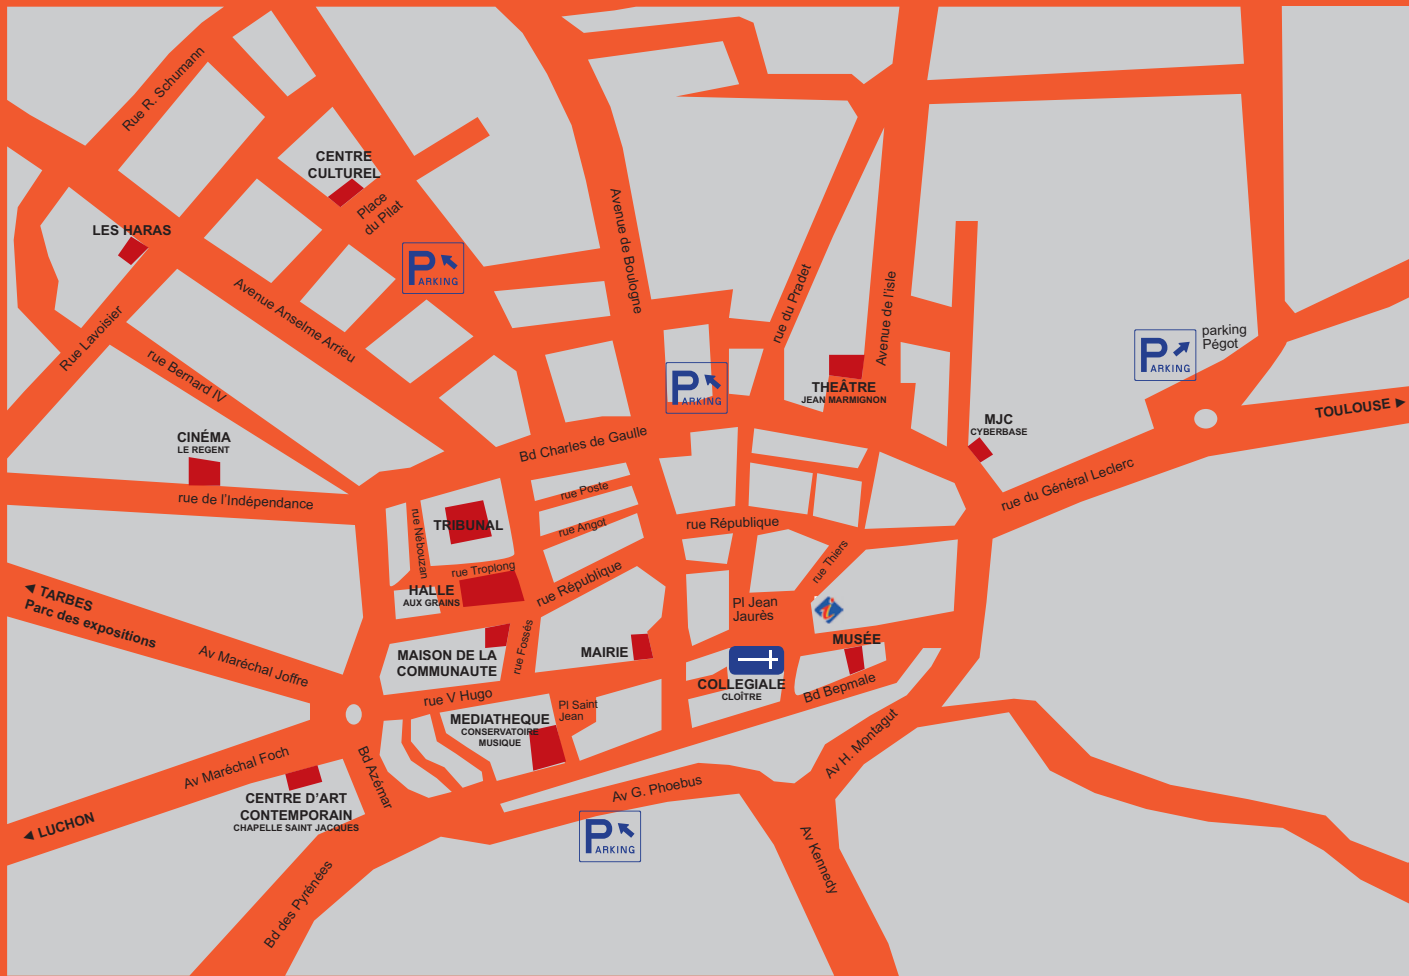 Rue R. Schumann
CENTRE
CULTUREL
Place
du Pilat
LES HARAS
PARKING
Avenue de Boulogne
Avenue Anselme Arrieu
Rue Lavoisier
rue Bernard IV
rue du Pradet
Avenue de l'isle
parking
Pégot
PARKING
PARKING
THEÂTRE
JEAN MARMIGNON
TOULOUSE
MJC
CYBERBASE
CINÉMA
LE REGENT
Bd Charles de Gaulle
rue du Général Leclerc
rue de l'Indépendance
rue Poste
rue Angot
rue République
TRIBUNAL
rue Nébouzan
rue Troplong
HALLE
AUX GRAINS
rue République
rue Thiers
Pl Jean
Jaurès
TARBES
Parc des expositions
Av Maréchal Joffre
MAISON DE LA
COMMUNAUTE
rue Fossés
MAIRIE
MUSÉE
COLLEGIALE
CLOÎTRE
Bd Bepmale
rue V Hugo
Pl Saint
Jean
MEDIATHEQUE
CONSERVATOIRE
MUSIQUE
Av H. Montagut
Av Maréchal Foch
Bd Azémar
Av G. Phoebus
CENTRE D'ART
CONTEMPORAIN
CHAPELLE SAINT JACQUES
LUCHON
PARKING
Av Kennedy
Bd des Pyrénées